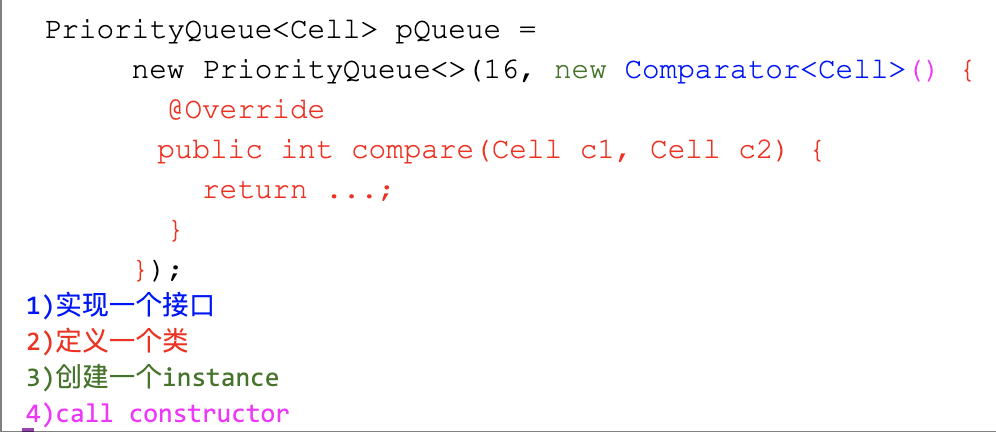 PriorityQueue<Cell> pQueue =
new PriorityQueue<>(16, new Comparator<Cell>() {
@Override
public int compare(Cell c1, Cell c2) {
return ...;
}
});
1)实现一个接口
2)定义一个类
3)创建一个instance
4)call constructor